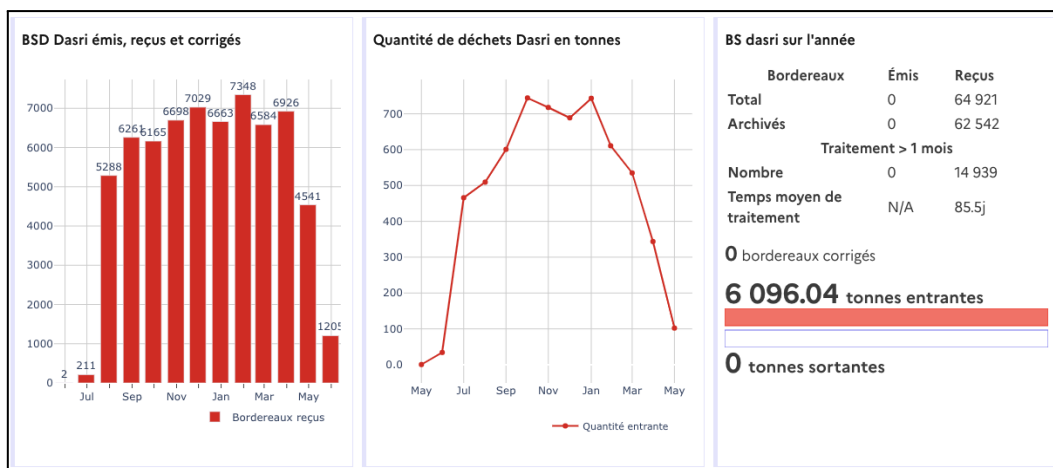 BSD Dasri émis, reçus et corrigés
7000
6000
5000
4000
3000
2000
1000
0
2
211
5288
6261
6165
6698
7029
6663
7348
6584
6926
4541
1205
Jul
Sep
Nov
Jan
Mar
May
Bordereaux reçus
Quantité de déchets Dasri en tonnes
700
600
500
400
300
200
100
0.0
May
Jul
Sep
Nov
Jan
Mar
May
Quantité entrante
BS dasri sur l'année
Bordereaux Émis Reçus
Total 0 64 921
Archivés 0 62 542
Traitement > 1 mois
Nombre 0 14 939
Temps moyen de
traitement N/A 85.5j
0 bordereaux corrigés
6 096.04 tonnes entrantes
0 tonnes sortantes